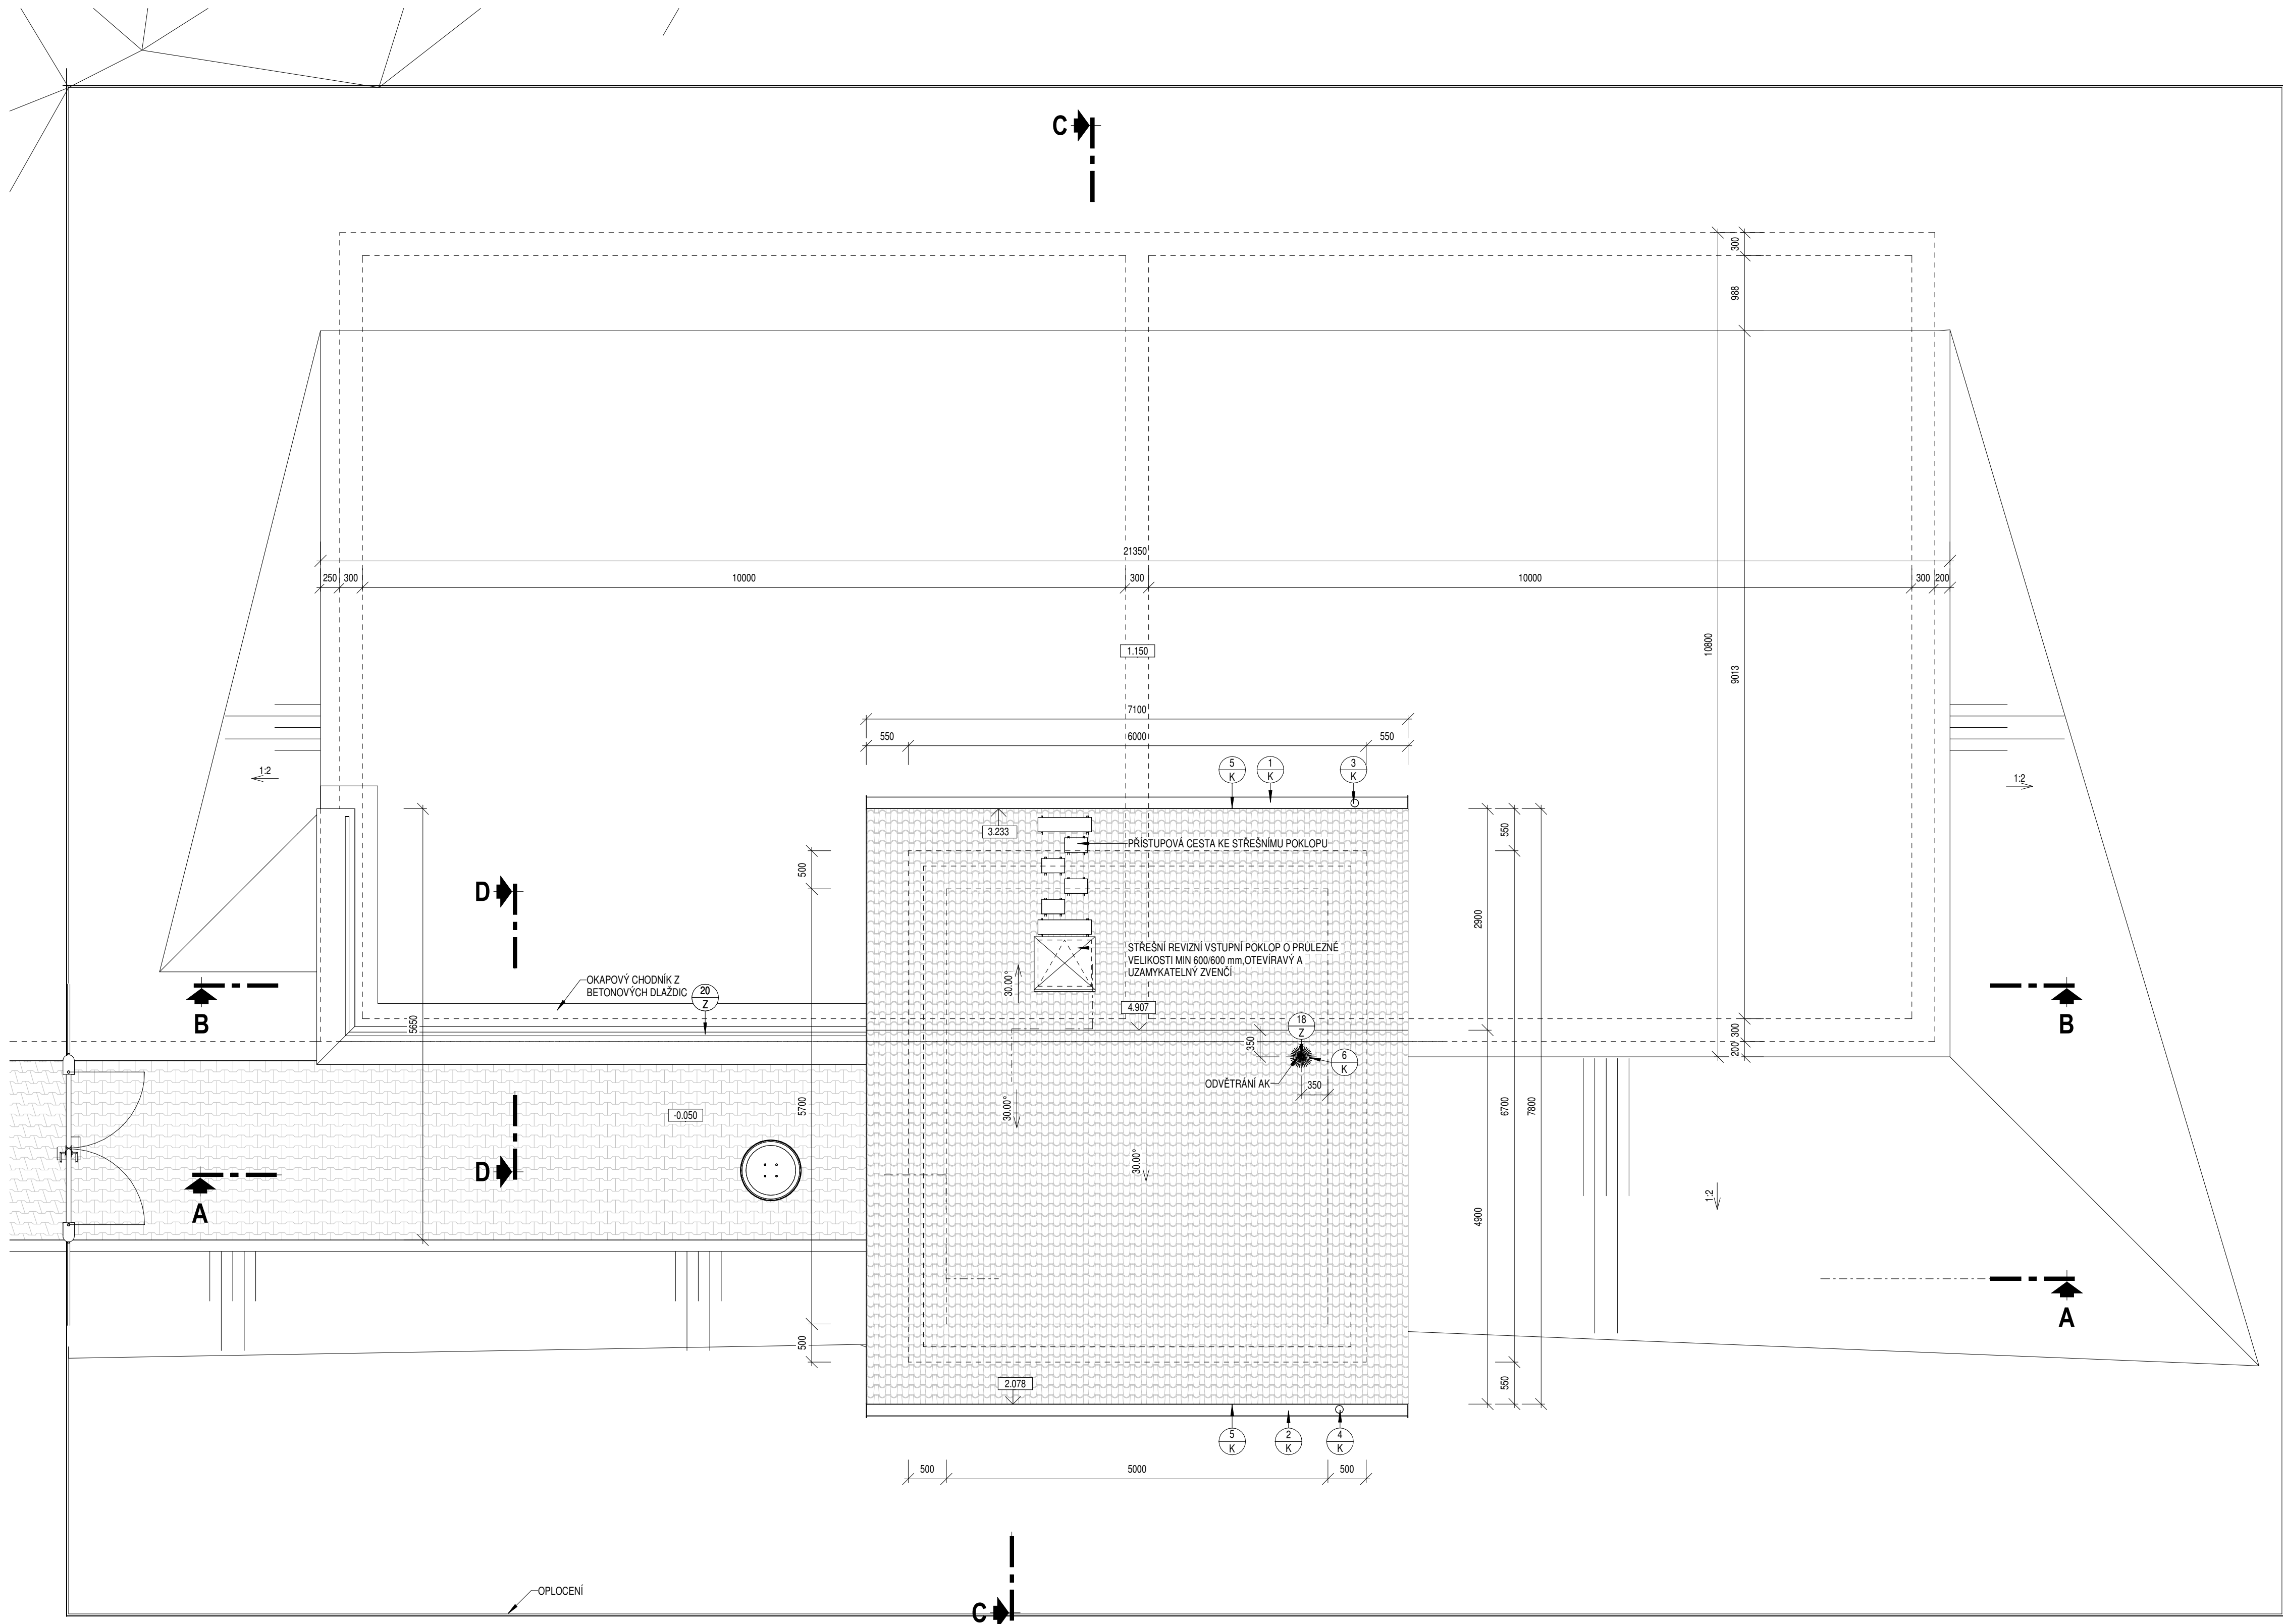 C
300
988
21350
250
300
10000
300
10000
300
200
10800
9013
1.150
7100
550
6000
550
5
K
1
K
3
K
1:2
1:2
3.233
PŘÍSTUPOVÁ CESTA KE STŘEŠNÍMU POKLOPU
550
500
D
2900
STŘEŠNÍ REVIZNÍ VSTUPNÍ POKLOP O PRŮLEZNÉ
VELIKOSTI MIN 600/600 mm,OTEVÍRAVÝ A
UZAMYKATELNÝ ZVENČÍ
OKAPOVÝ CHODNÍK Z
BETONOVÝCH DLAŽDIC
20
Z
30.00°
4.907
B
5650
18
Z
B
350
300
200
6
K
ODVĚTRÁNÍ AK
350
5700
30.00°
-0.050
6700
7800
30.00°
D
1:2
A
4900
A
500
2.078
550
5
K
2
K
4
K
500
5000
500
OPLOCENÍ
C